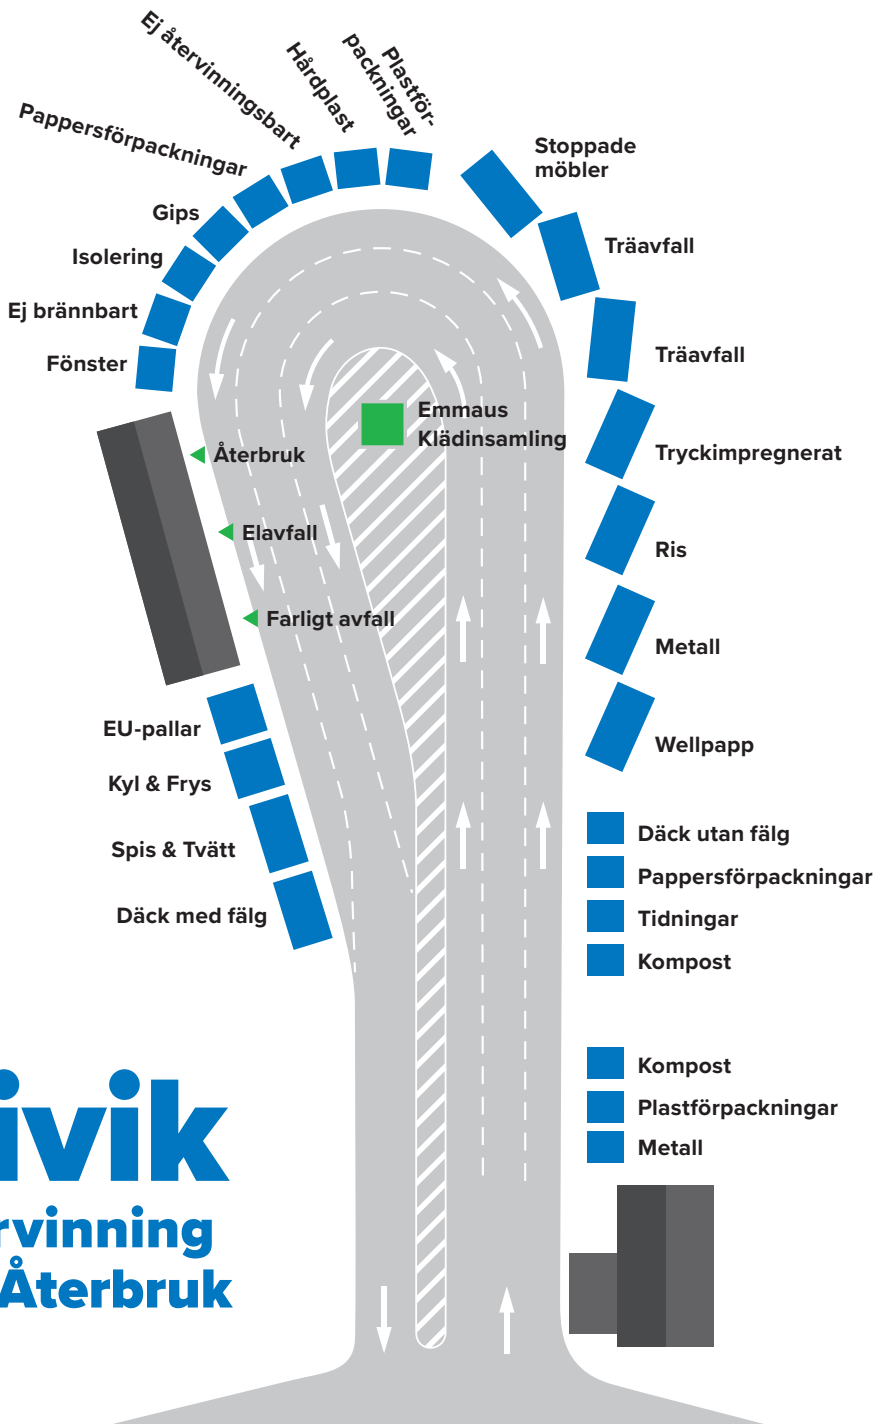 Ej återvinningsbart
Hårdplast
Plastför-
packningar
Pappersförpackningar
Stoppade
möbler
Gips
Träavfall
Isolering
Ej brännbart
Träavfall
Fönster
Emmaus
Klädinsamling
Återbruk
Tryckimpregnerat
Elavfall
Ris
Farligt avfall
Metall
EU-pallar
Wellpapp
Kyl & Frys
Däck utan fälg
Spis & Tvätt
Pappersförpackningar
Däck med fälg
Tidningar
Kompost
Kompost
Plastförpackningar
Metall
ivik
rvinning
Återbruk